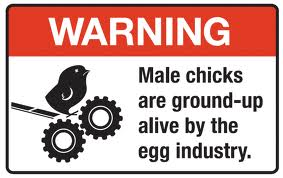 WARNING
Male chicks
are ground-up
alive by the
egg industry.